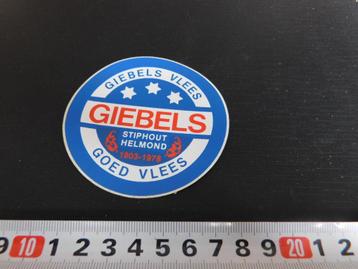 GIEBELS VLEES
GIEBELS
STIPHOUT
HELMOND
1903-1978
GOED VLEES
9 10 1 2 3 4 5 6 7 8 9 20 1 2